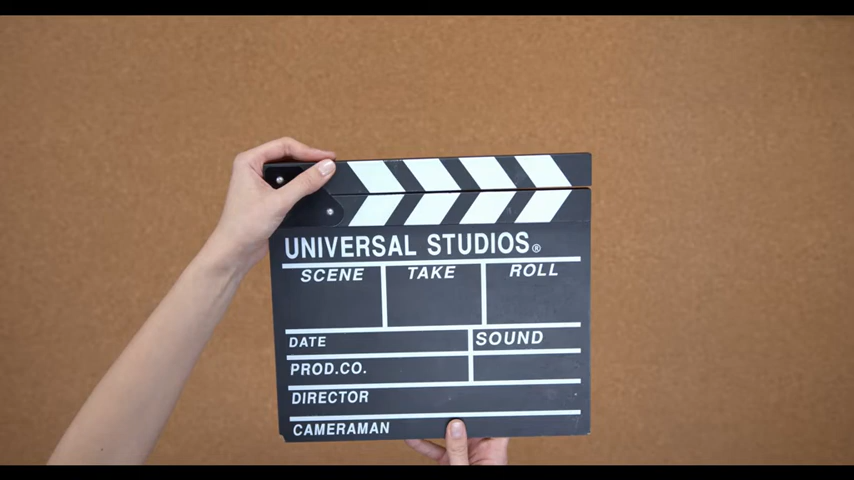 UNIVERSAL STUDIOS®
SCENE TAKE ROLL
DATE SOUND
PROD.CO.
DIRECTOR
CAMERAMAN